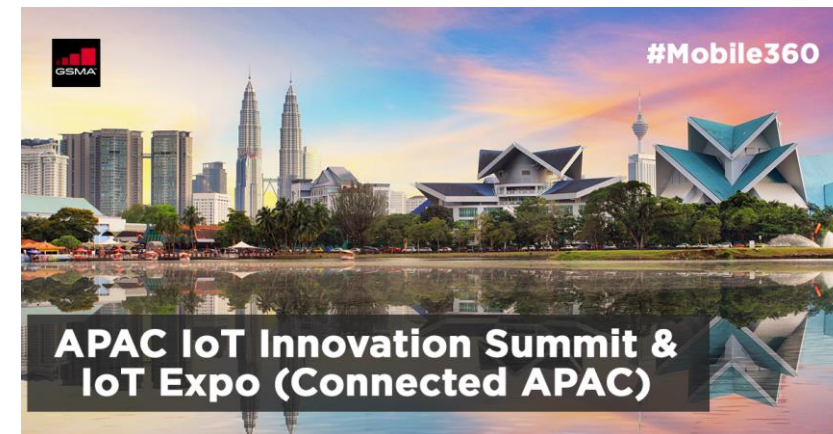 GSMA
#Mobile360
APAC IoT Innovation Summit &
IoT Expo (Connected APAC)